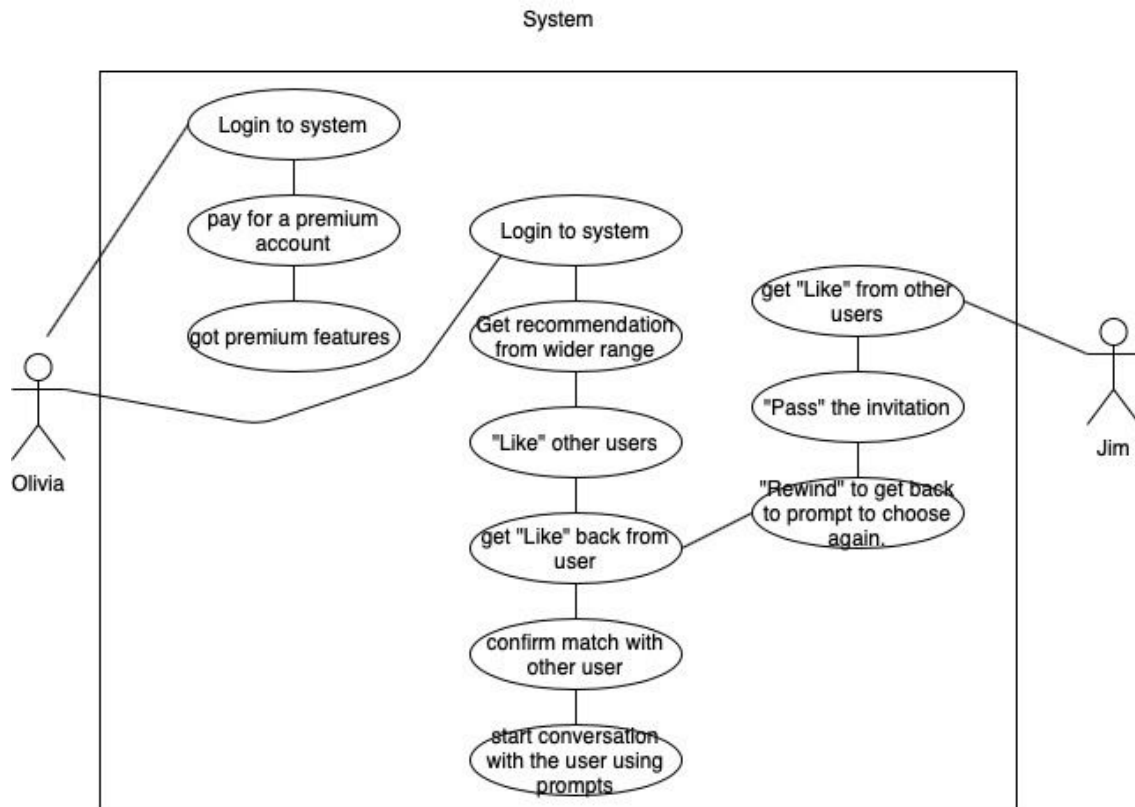 System
Login to system
pay for a premium
account
got premium features
Login to system
Get recommendation
from wider range
"Like" other users
get "Like" back from
user
confirm match with
other user
start conversation
with the user using
prompts
get "Like" from other
users
"Pass" the invitation
"Rewind" to get back
to prompt to choose
again.
Olivia
Jim